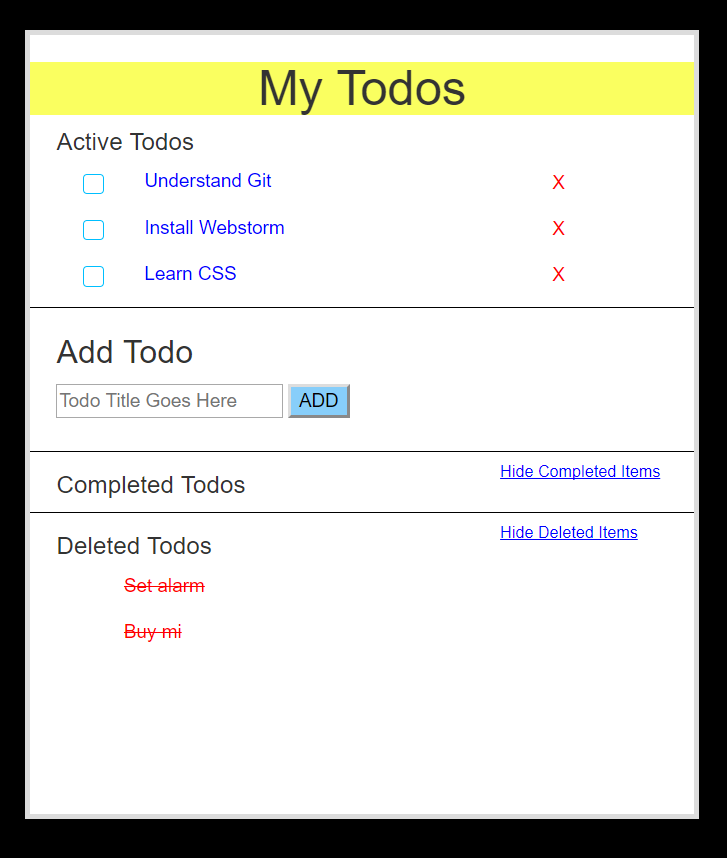 My Todos
Active Todos
Understand Git X
Install Webstorm X
Learn CSS X
Add Todo
Todo Title Goes Here ADD
Hide Completed Items
Completed Todos
Hide Deleted Items
Deleted Todos
Set alarm
Buy mi